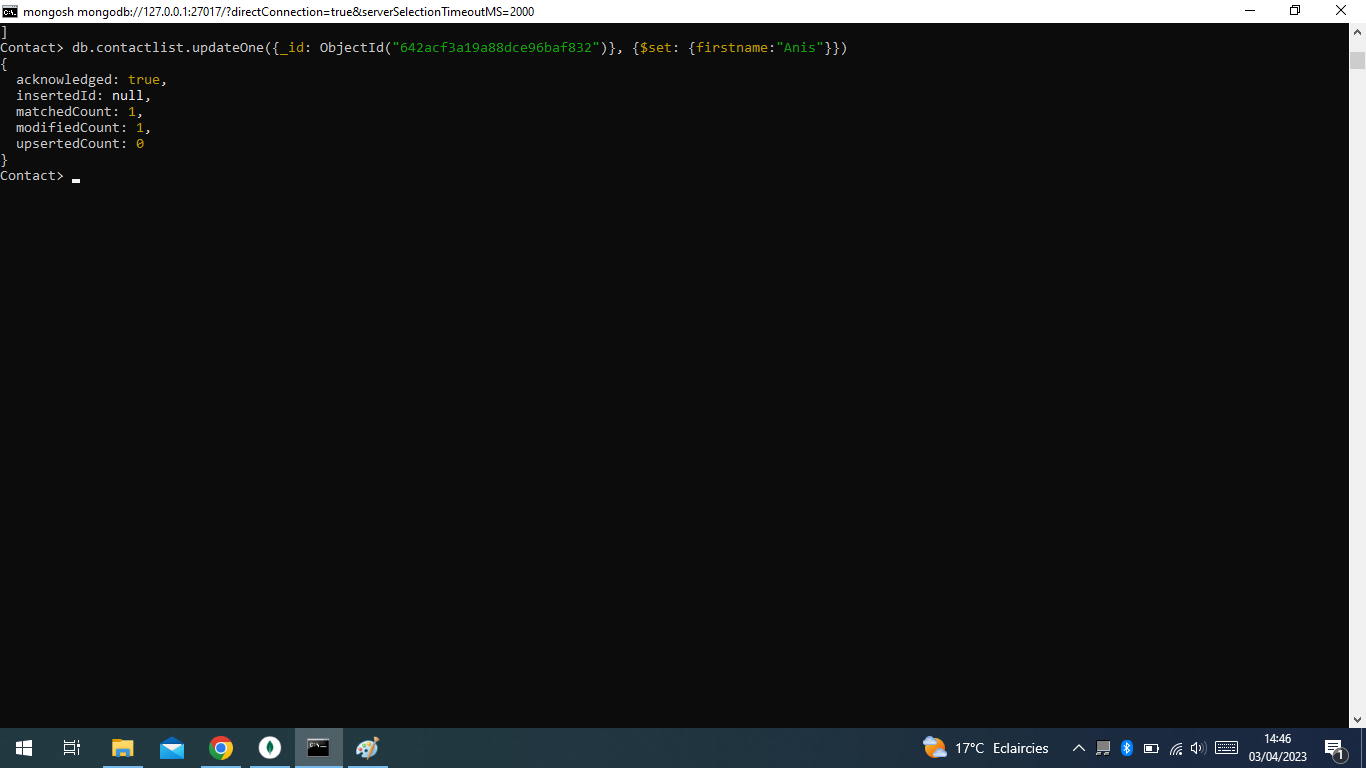 mongosh mongodb://127.0.0.1:27017/?directConnection=true&serverSelectionTimeoutMS=2000
]
Contact> db.contactlist.updateOne({_id: ObjectId("642acf3a19a88dce96baf832")}, {$set: {firstname:"Anis"}})
{
  acknowledged: true,
  insertedId: null,
  matchedCount: 1,
  modifiedCount: 1,
  upsertedCount: 0
}
Contact>
17°C Eclaircies
14:46
03/04/2023
1